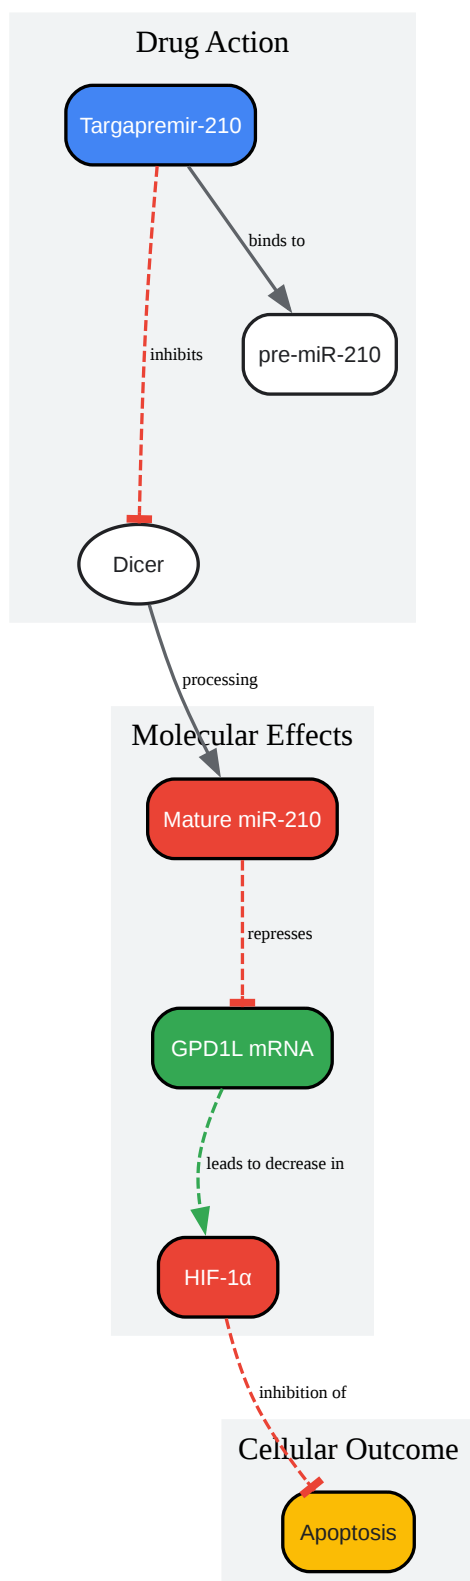 Drug Action
Targapremir-210
binds to
pre-miR-210
inhibits
Dicer
processing
Molecular Effects
Mature miR-210
represses
GPD1L mRNA
leads to decrease in
HIF-1α
inhibition of
Cellular Outcome
Apoptosis